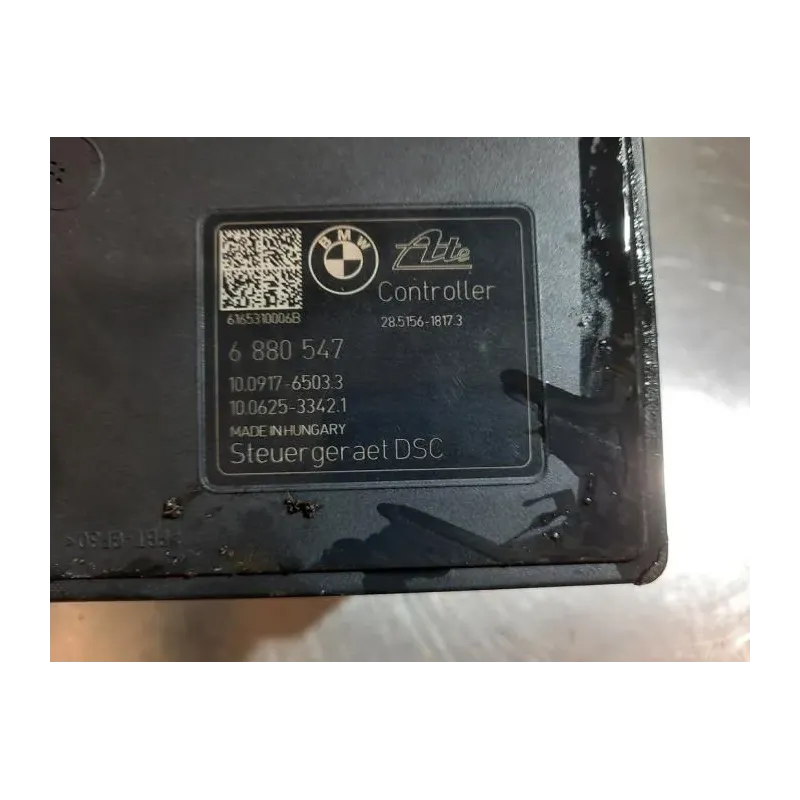 BMW
Ate
Controller
6165310006B
28.5156-1817.3
6 880 547
10.0917-6503.3
10.0625-3342.1
MADE IN HUNGARY
Steuergeraet DSC